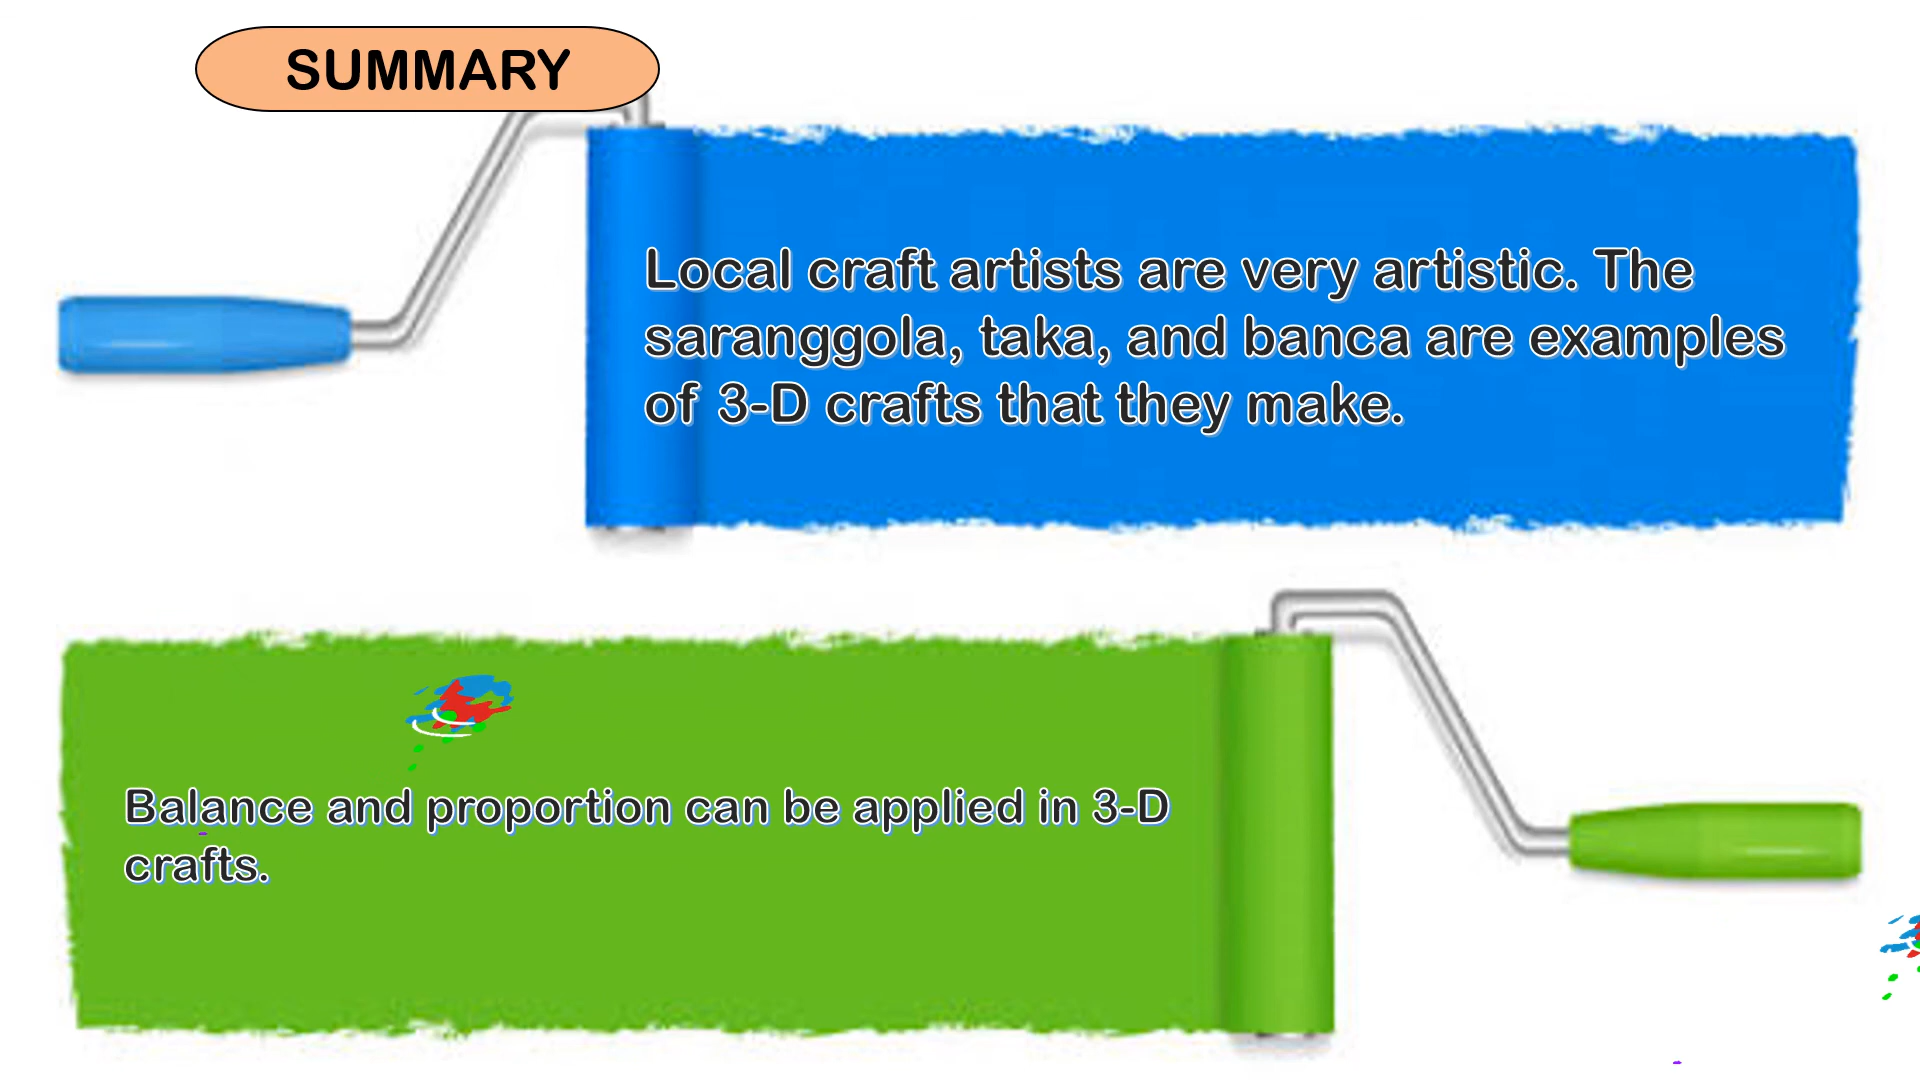 SUMMARY
Local craft artists are very artistic. The
saranggola, taka, and banca are examples
of 3-D crafts that they make.
Balance and proportion can be applied in 3-D
crafts.